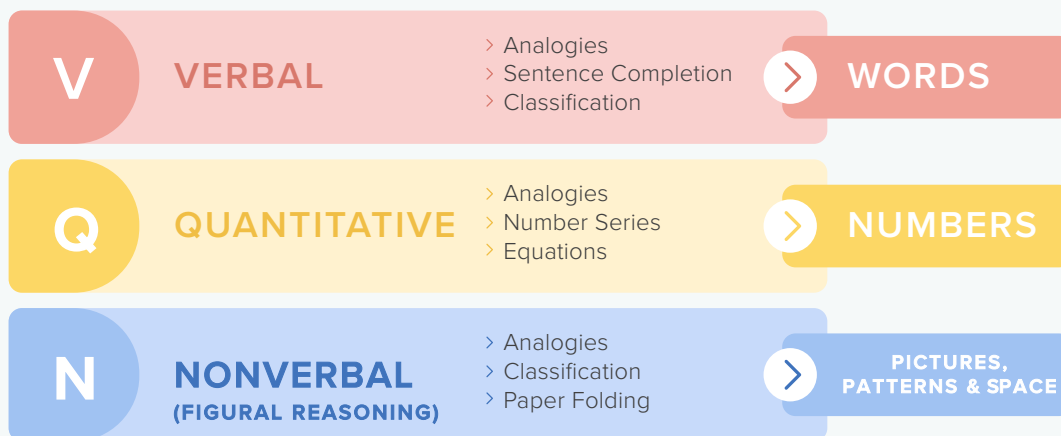 V
VERBAL
Analogies
Sentence Completion
Classification
WORDS
Q
QUANTITATIVE
Analogies
Number Series
Equations
NUMBERS
N
NONVERBAL
(FIGURAL REASONING)
Analogies
Classification
Paper Folding
PICTURES,
PATTERNS & SPACE